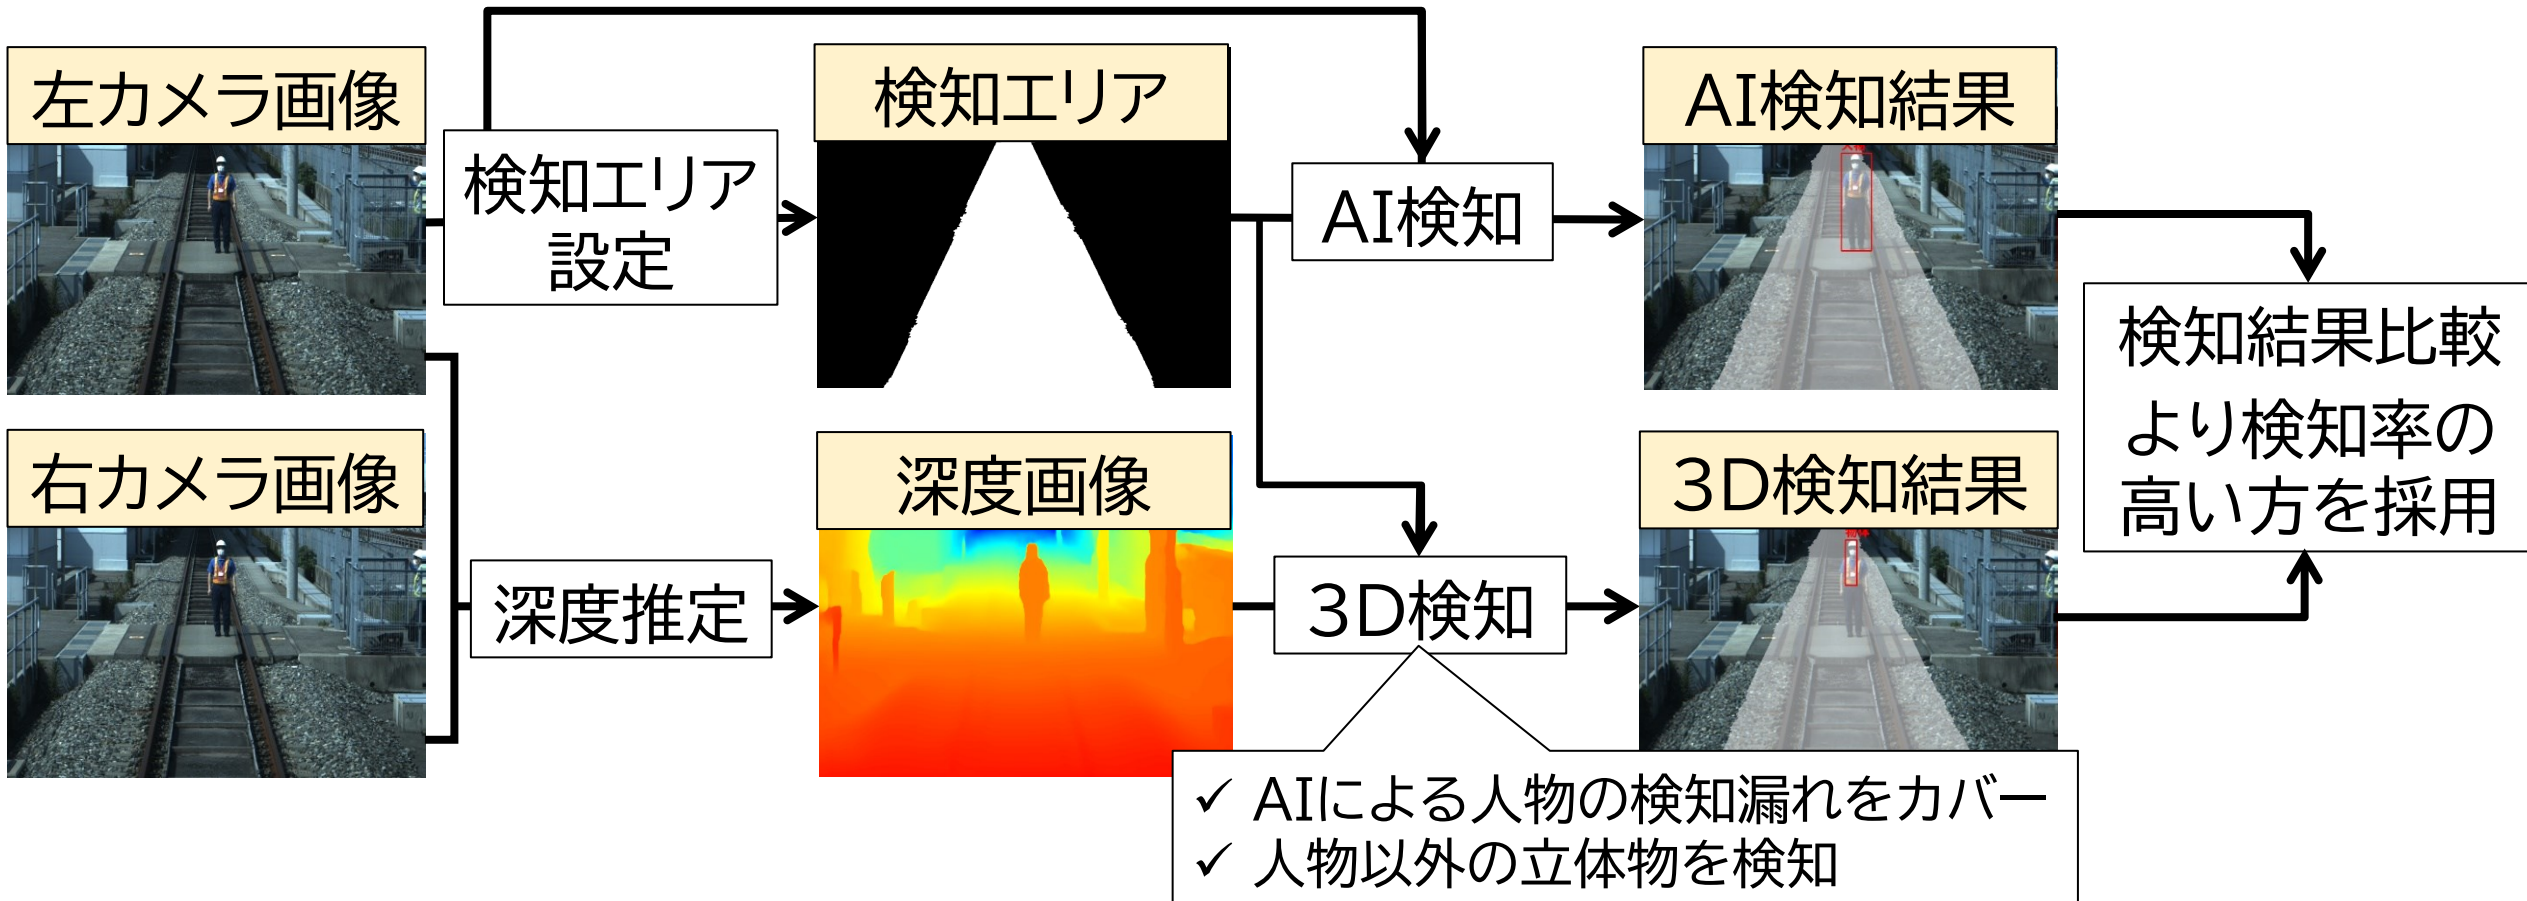 左カメラ画像
検知エリア
設定
検知エリア
AI検知
AI検知結果
検知結果比較
より検知率の
高い方を採用
右カメラ画像
深度推定
深度画像
3D検知
3D検知結果
✓ AIによる人物の検知漏れをカバー
✓ 人物以外の立体物を検知